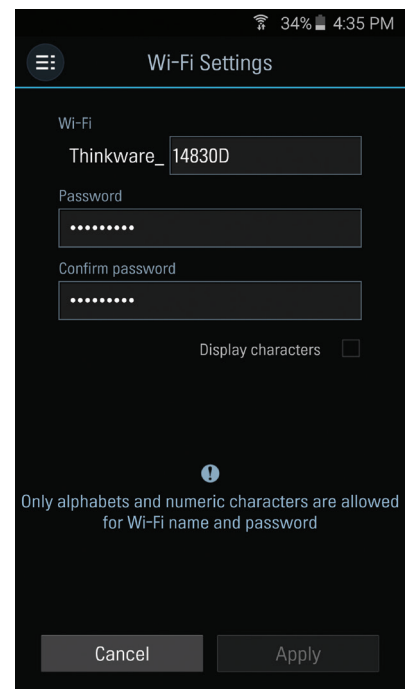 34% 4:35 PM
Wi-Fi Settings
Wi-Fi
Thinkware_ 14830D
Password
•••••••••
Confirm password
•••••••••
Display characters
Only alphabets and numeric characters are allowed
for Wi-Fi name and password
Cancel Apply